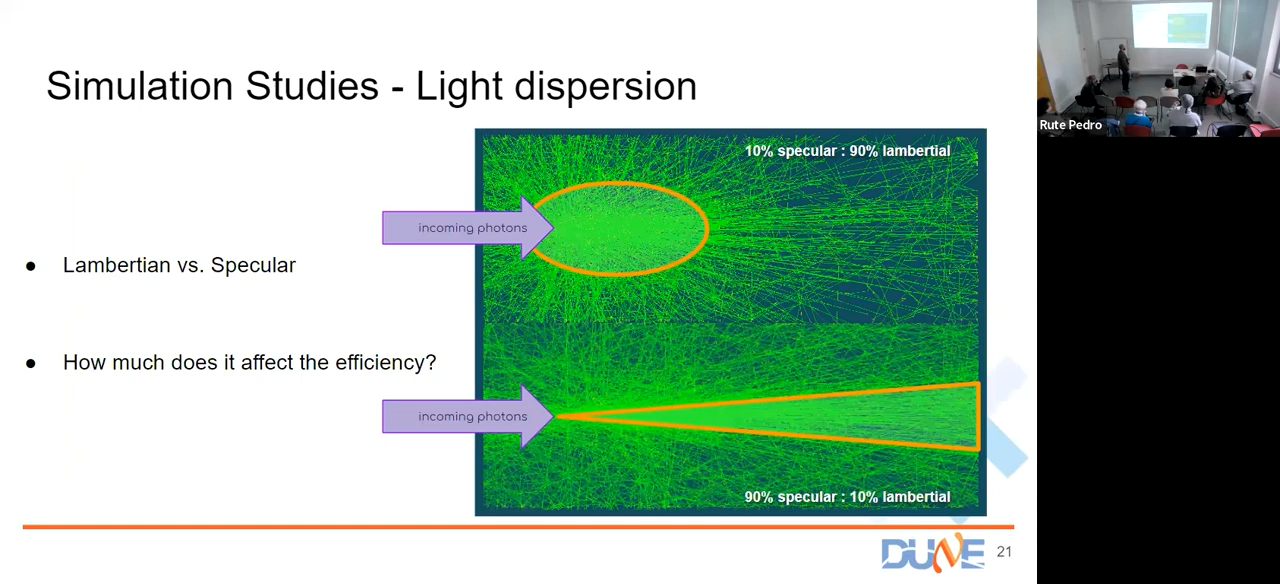 Simulation Studies - Light dispersion
10% specular : 90% lambertial
incoming photons
Lambertian vs. Specular
How much does it affect the efficiency?
incoming photons
90% specular : 10% lambertial
DUNE
21
Rute Pedro